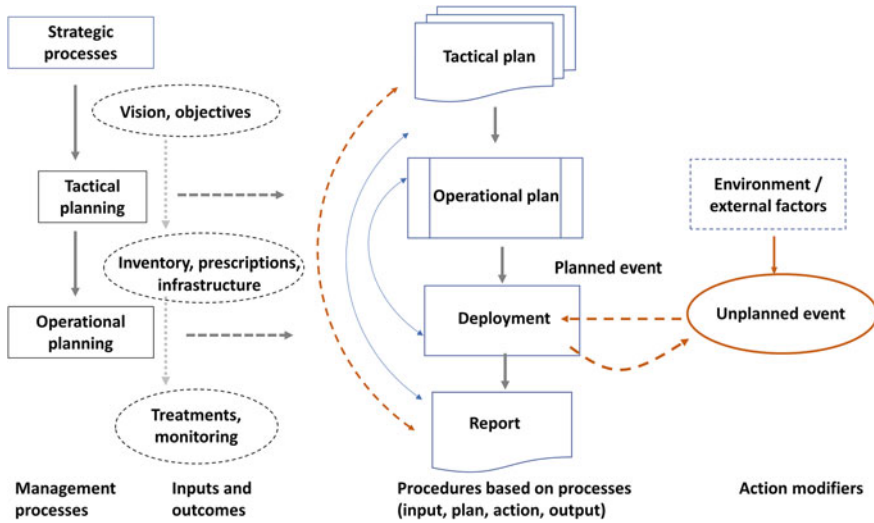 Strategic
processes
Vision, objectives
Tactical
planning
Inventory, prescriptions,
infrastructure
Operational
planning
Treatments,
monitoring
Management
processes
Inputs and
outcomes
Tactical plan
Operational plan
Planned event
Deployment
Report
Procedures based on processes
(input, plan, action, output)
Environment /
external factors
Unplanned event
Action modifiers